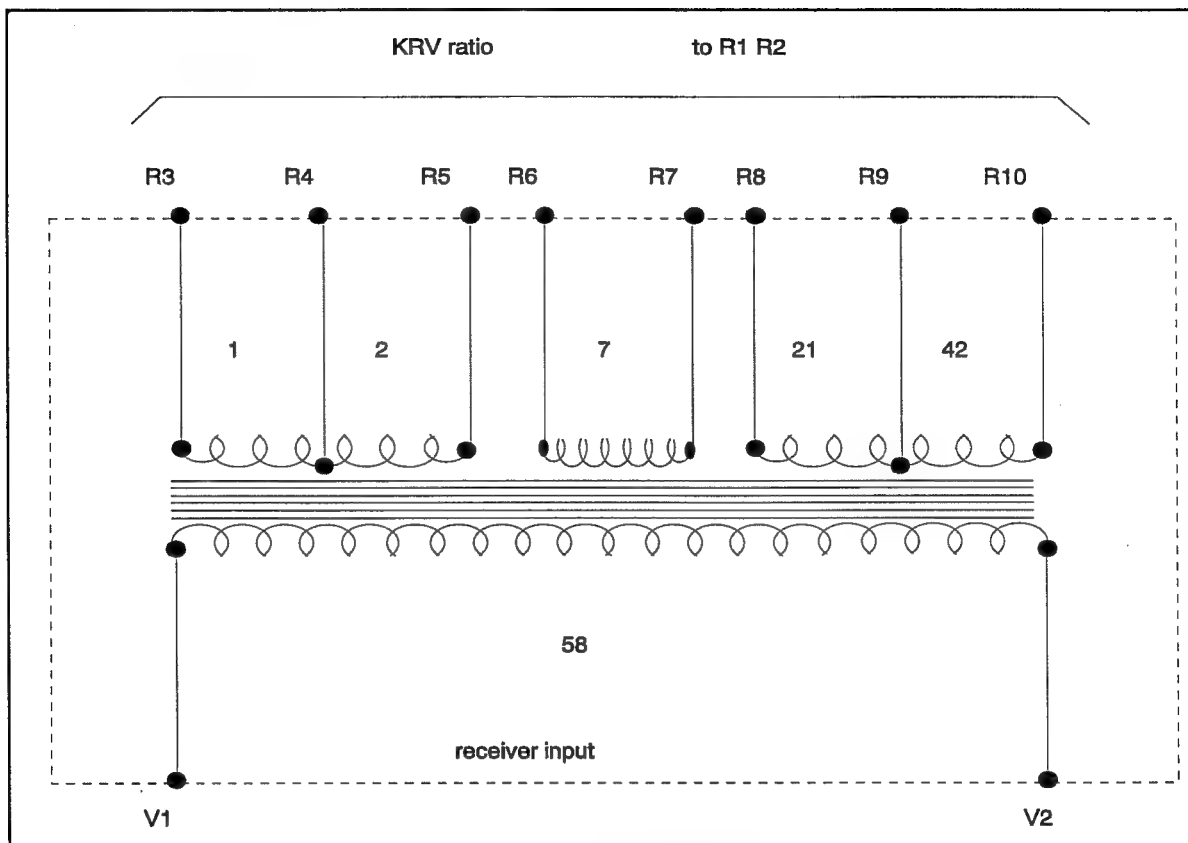 KRV ratio to R1 R2
R3 R4 R5 R6 R7 R8 R9 R10
1 2 7 21 42
58
receiver input
V1 V2